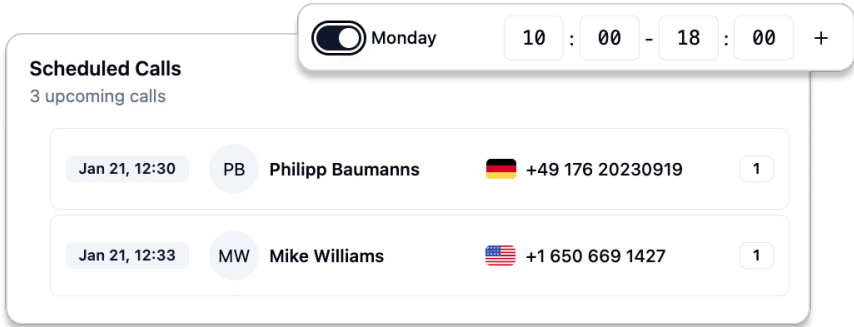 Monday 10 : 00 - 18 : 00 +
Scheduled Calls
3 upcoming calls
Jan 21, 12:30 PB Philipp Baumanns +49 176 20230919 1
Jan 21, 12:33 MW Mike Williams +1 650 669 1427 1